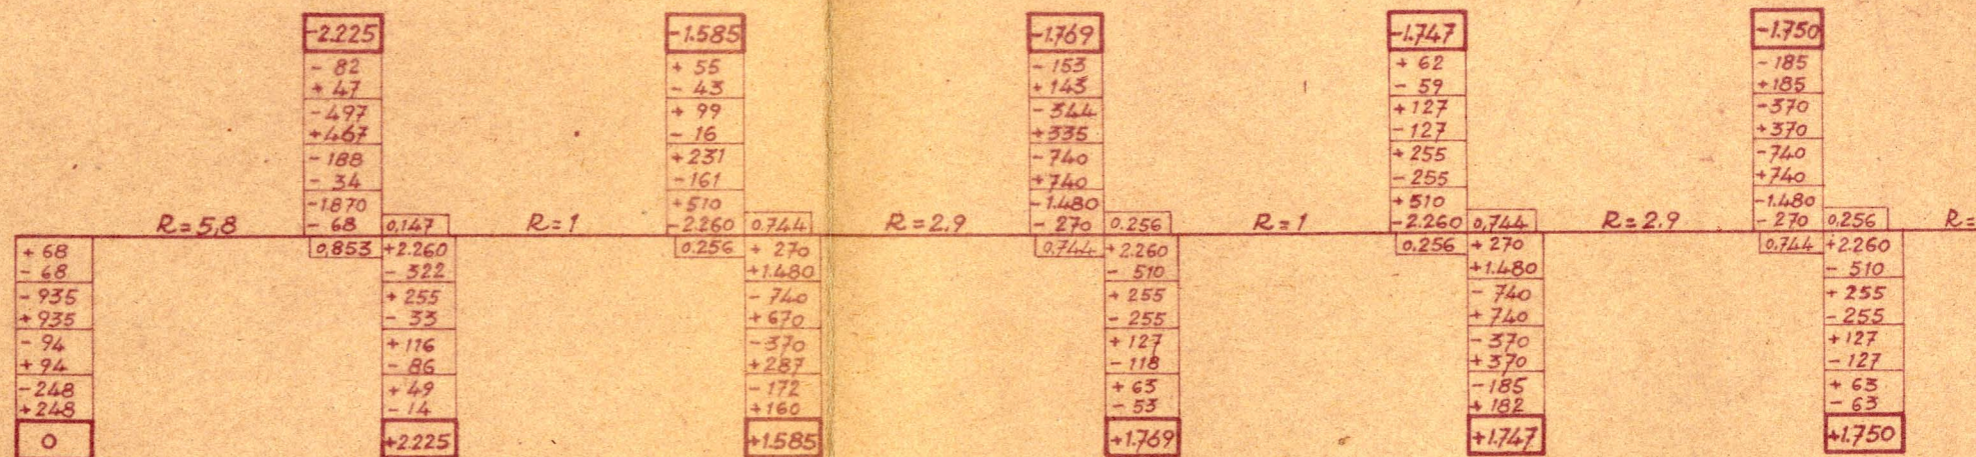 -2.225 -1.585 -1.769 -1.747 -1.750
- 82 + 55 - 153 + 62 - 185
+ 47 - 43 + 143 - 59 +185
-497 + 99 - 344 +127 -370
+467 - 16 +335 -127 +370
- 188 +231 - 740 + 255 -740
- 34 -161 +740 - 255 +740
-1.870 +510 -1.480 +510 -1.480
R=5,8 - 68 0,147 R=1 -2.260 0.744 R=2.9 - 270 0.256 R=1 -2.260 0,744 R=2.9 - 270 0.256 R=
+ 68 0,853 +2.260 0.256 + 270 0.744 +2.260 0.256 + 270 0.744 +2.260
- 68 - 322 +1.480 - 510 +1.480 - 510
- 935 + 255 - 740 + 255 - 740 + 255
+ 935 - 33 + 670 - 255 + 740 - 255
- 94 + 116 -370 + 127 -370 + 127
+ 94 - 86 +287 - 118 +370 - 127
-248 + 49 - 172 + 63 -185 + 63
+248 - 14 +160 - 53 + 182 - 63
0 +2.225 +1.585 +1.769 +1.747 +1.750